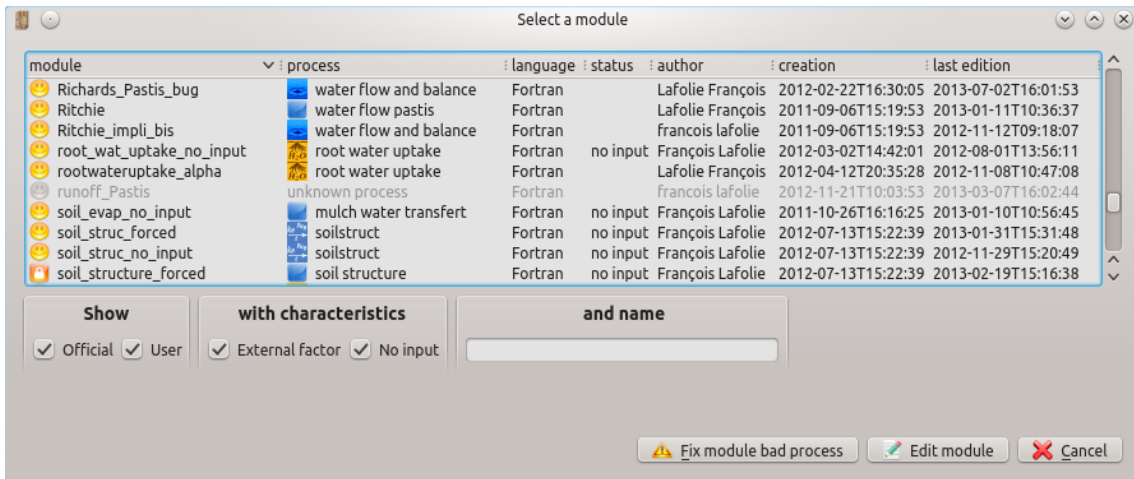 Select a module
module process language status author creation last edition
Richards_Pastis_bug water flow and balance Fortran Lafolie François 2012-02-22T16:30:05 2013-07-02T16:01:53
Ritchie water flow pastis Fortran Lafolie François 2011-09-06T15:19:53 2013-01-11T10:36:37
Ritchie_impli_bis water flow and balance Fortran francois lafolie 2011-09-06T15:19:53 2012-11-12T09:18:07
root_wat_uptake_no_input H2O root water uptake Fortran no input François Lafolie 2012-03-02T14:42:01 2012-08-01T13:56:11
rootwateruptake_alpha H2O root water uptake Fortran Lafolie François 2012-04-12T20:35:28 2012-11-08T10:47:08
runoff_Pastis unknown process Fortran francois lafolie 2012-11-21T10:03:53 2013-03-07T16:02:44
soil_evap_no_input mulch water transfert Fortran no input François Lafolie 2011-10-26T16:16:25 2013-01-10T10:56:45
soil_struc_forced soilstruct Fortran no input François Lafolie 2012-07-13T15:22:39 2013-01-31T15:31:48
soil_struc_no_input soilstruct Fortran no input François Lafolie 2012-07-13T15:22:39 2012-11-29T15:20:49
soil_structure_forced soil structure Fortran no input François Lafolie 2012-07-13T15:22:39 2013-02-19T15:16:38
Show with characteristics and name
Official User External factor No input
Fix module bad process Edit module Cancel